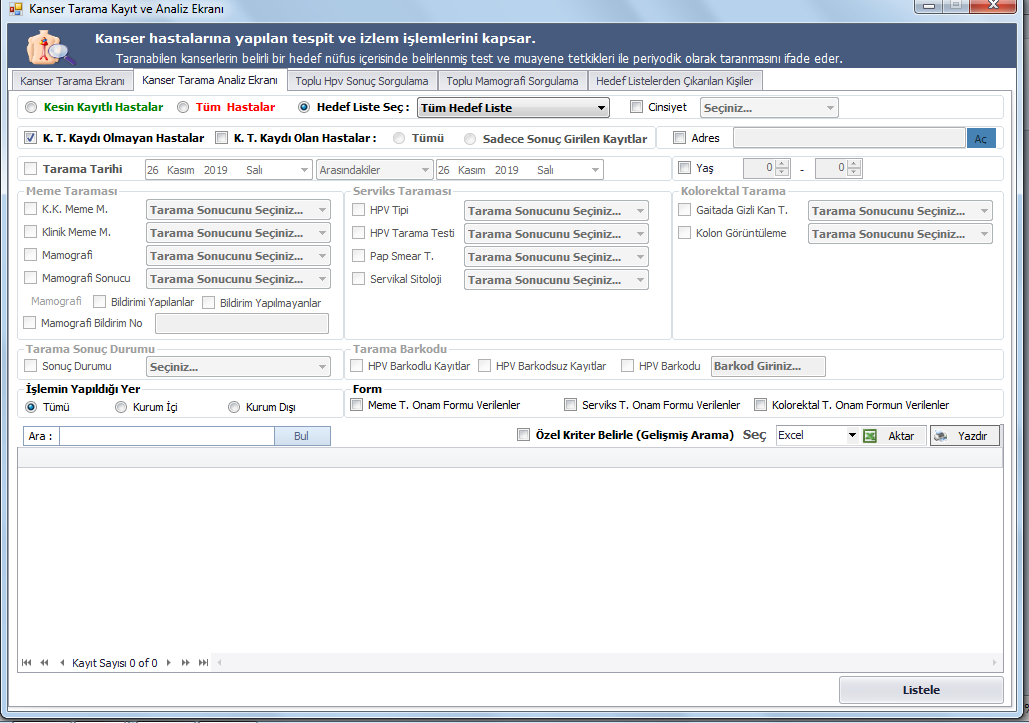 Kanser Tarama Kayıt ve Analiz Ekranı
Kanser hastalarına yapılan tespit ve izlem işlemlerini kapsar.
Taranabilen kanserlerin belirli bir hedef nüfus içerisinde belirlenmiş test ve muayene tetkikleri ile periyodik olarak taranmasını ifade eder.
Kanser Tarama Ekranı Kanser Tarama Analiz Ekranı Toplu Hpv Sonuç Sorgulama Toplu Mamografi Sorgulama Hedef Listelerden Çıkarılan Kişiler
Kesin Kayıtlı Hastalar Tüm Hastalar Hedef Liste Seç : Tüm Hedef Liste Cinsiyet Seçiniz...
K. T. Kaydı Olmayan Hastalar K. T. Kaydı Olan Hastalar : Tümü Sadece Sonuç Girilen Kayıtlar Adres Aç
Tarama Tarihi 26 Kasım 2019 Salı Arasındakiler 26 Kasım 2019 Salı Yaş 0 - 0
Meme Taraması Serviks Taraması Kolorektal Tarama
K.K. Meme M. Tarama Sonucunu Seçiniz... HPV Tipi Tarama Sonucunu Seçiniz... Gaitada Gizli Kan T. Tarama Sonucunu Seçiniz...
Klinik Meme M. Tarama Sonucunu Seçiniz... HPV Tarama Testi Tarama Sonucunu Seçiniz... Kolon Görüntüleme Tarama Sonucunu Seçiniz...
Mamografi Tarama Sonucunu Seçiniz... Pap Smear T. Tarama Sonucunu Seçiniz...
Mamografi Sonucu Tarama Sonucunu Seçiniz... Servikal Sitoloji Tarama Sonucunu Seçiniz...
Mamografi Bildirimi Yapılanlar Bildirim Yapılmayanlar
Mamografi Bildirim No
Tarama Sonuç Durumu Tarama Barkodu
Sonuç Durumu Seçiniz... HPV Barkodlu Kayıtlar HPV Barkodsuz Kayıtlar HPV Barkodu Barkod Giriniz...
İşlemin Yapıldığı Yer Form
Tümü Kurum İçi Kurum Dışı Meme T. Onam Formu Verilenler Serviks T. Onam Formu Verilenler Kolorektal T. Onam Formun Verilenler
Ara : Bul Özel Kriter Belirle (Gelişmiş Arama) Seç Excel Aktar Yazdır
Kayıt Sayısı 0 of 0
Listele